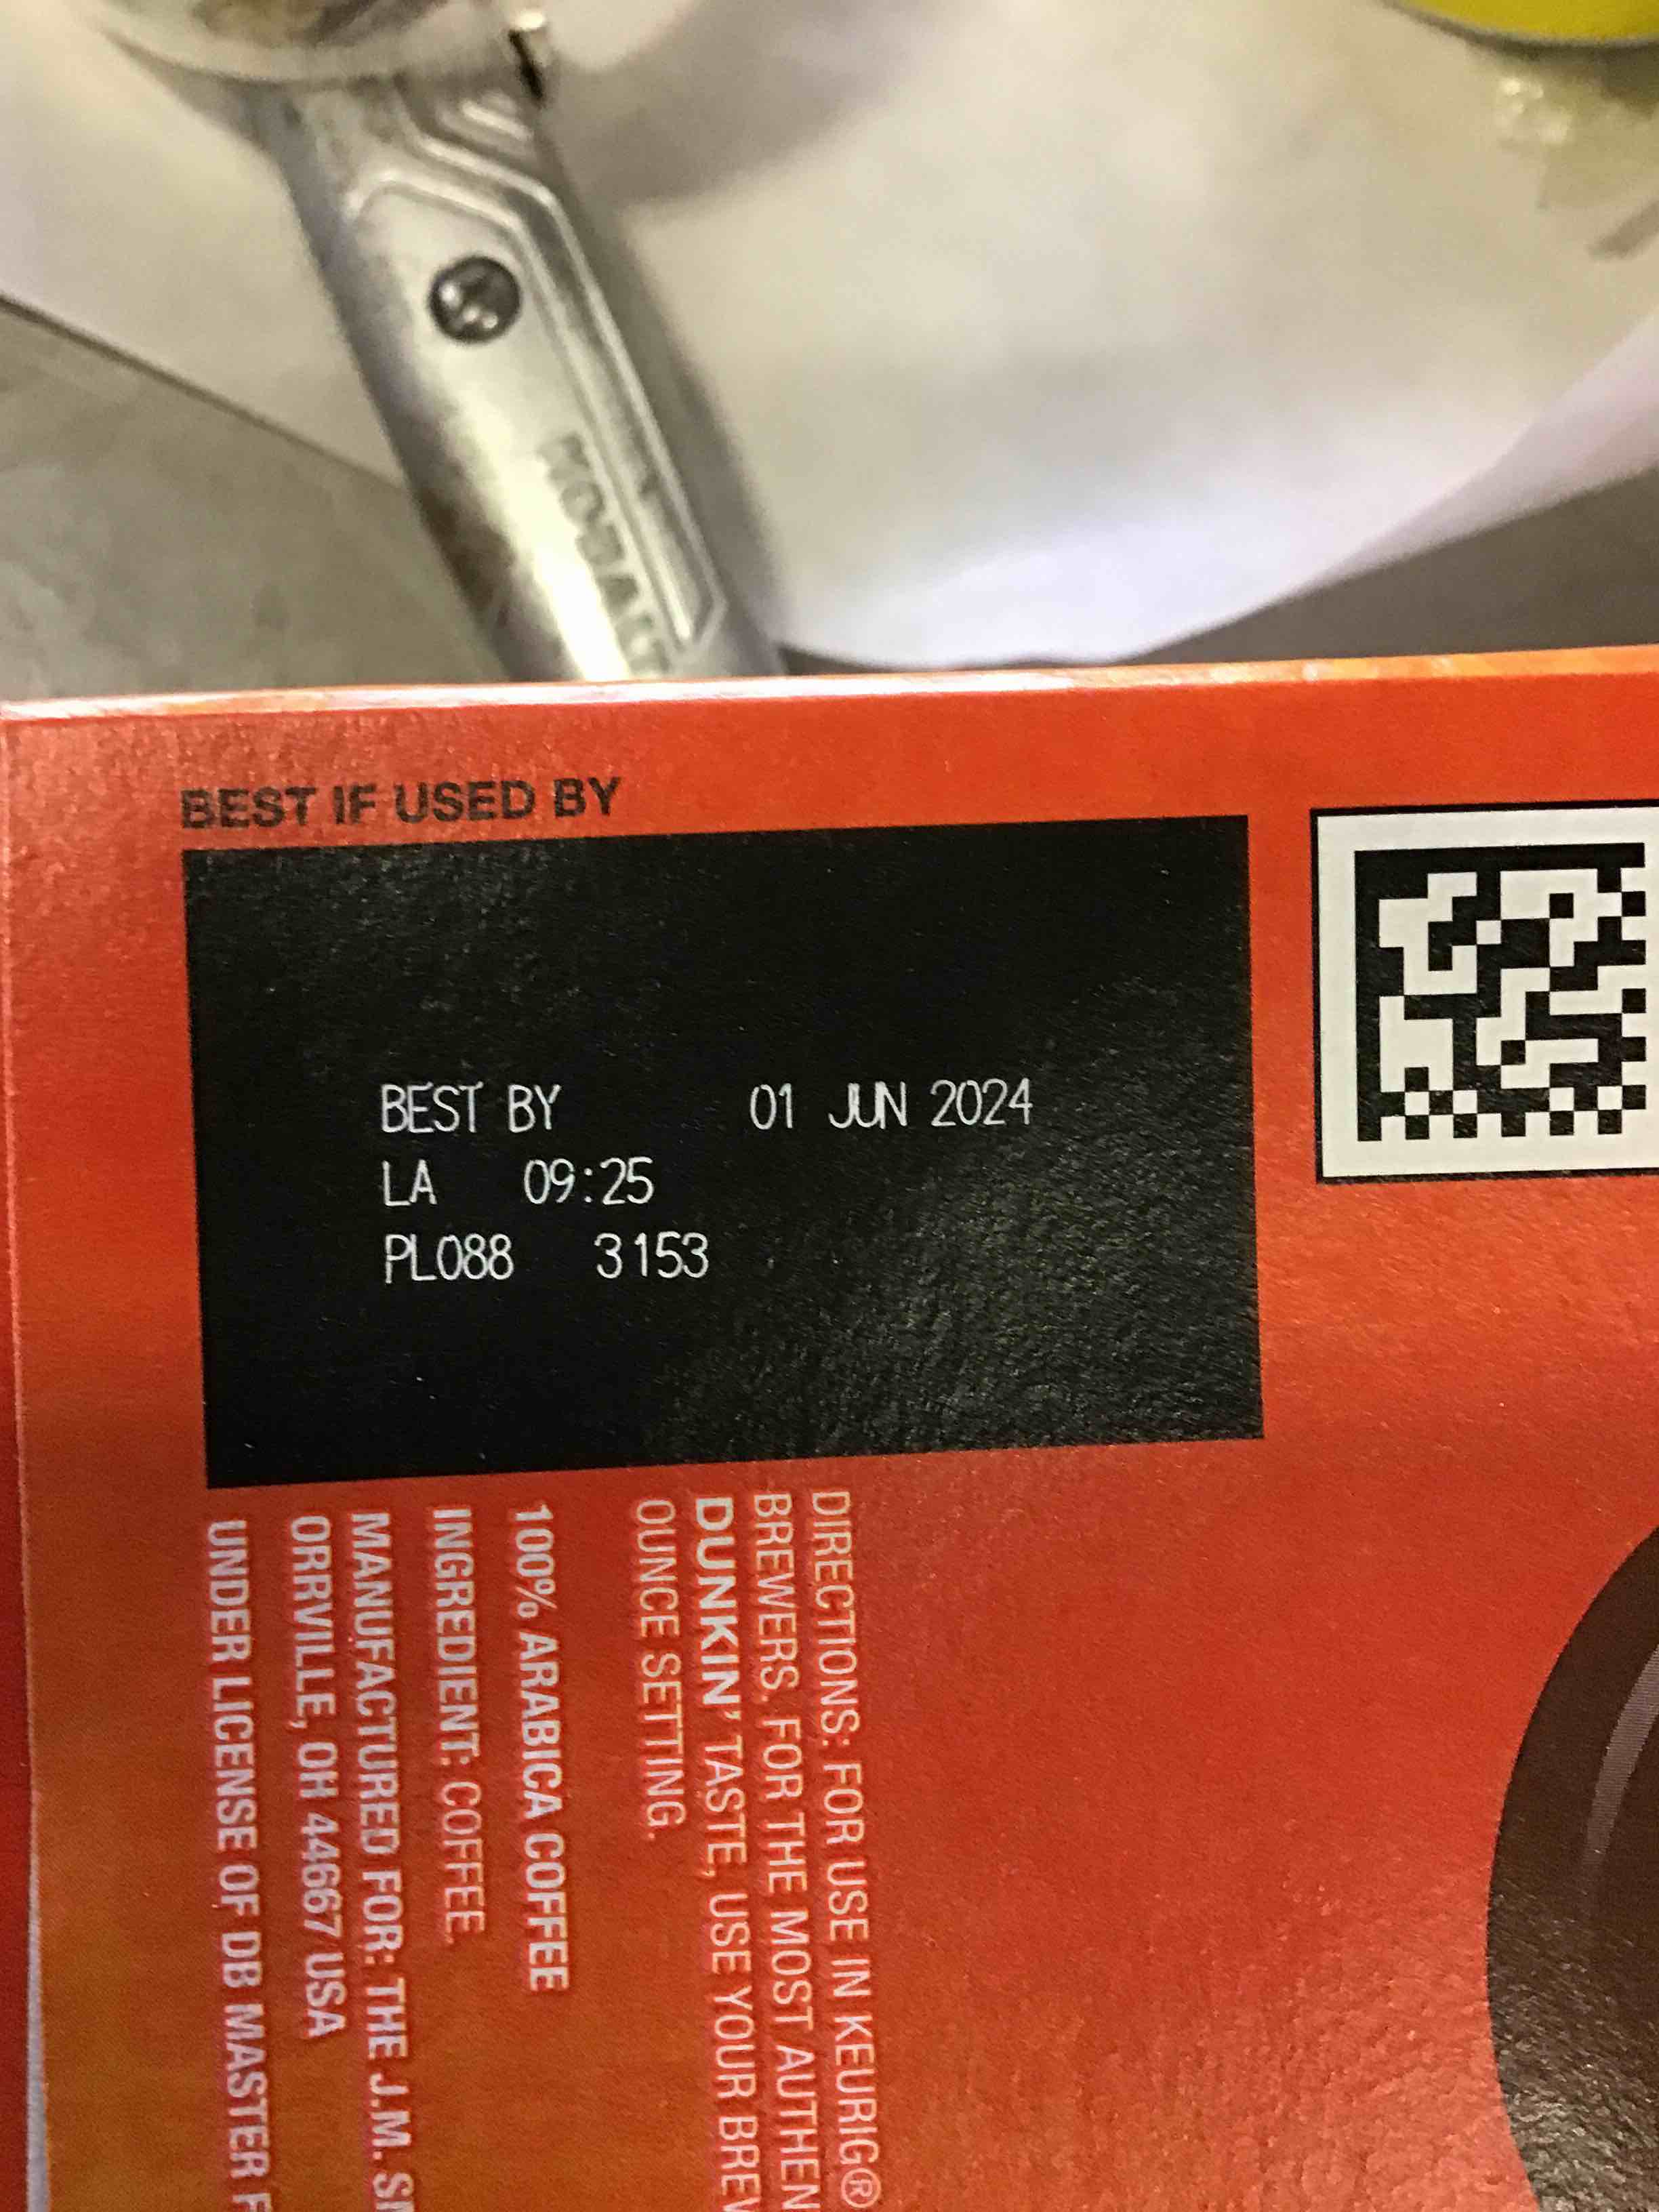 KOBALT
BEST IF USED BY
BEST BY 01 JUN 2024
LA 09:25
PL088 3153
DIRECTIONS: FOR USE IN KEURIG®
BREWERS. FOR THE MOST
DUNKIN' TASTE, USE YOUR
OUNCE SETTING.
100% ARABICA COFFEE
INGREDIENT: COFFEE.
MANUFACTURED FOR: THE J.M.
ORRVILLE, OH 44667 USA
UNDER LICENSE OF DB MASTER